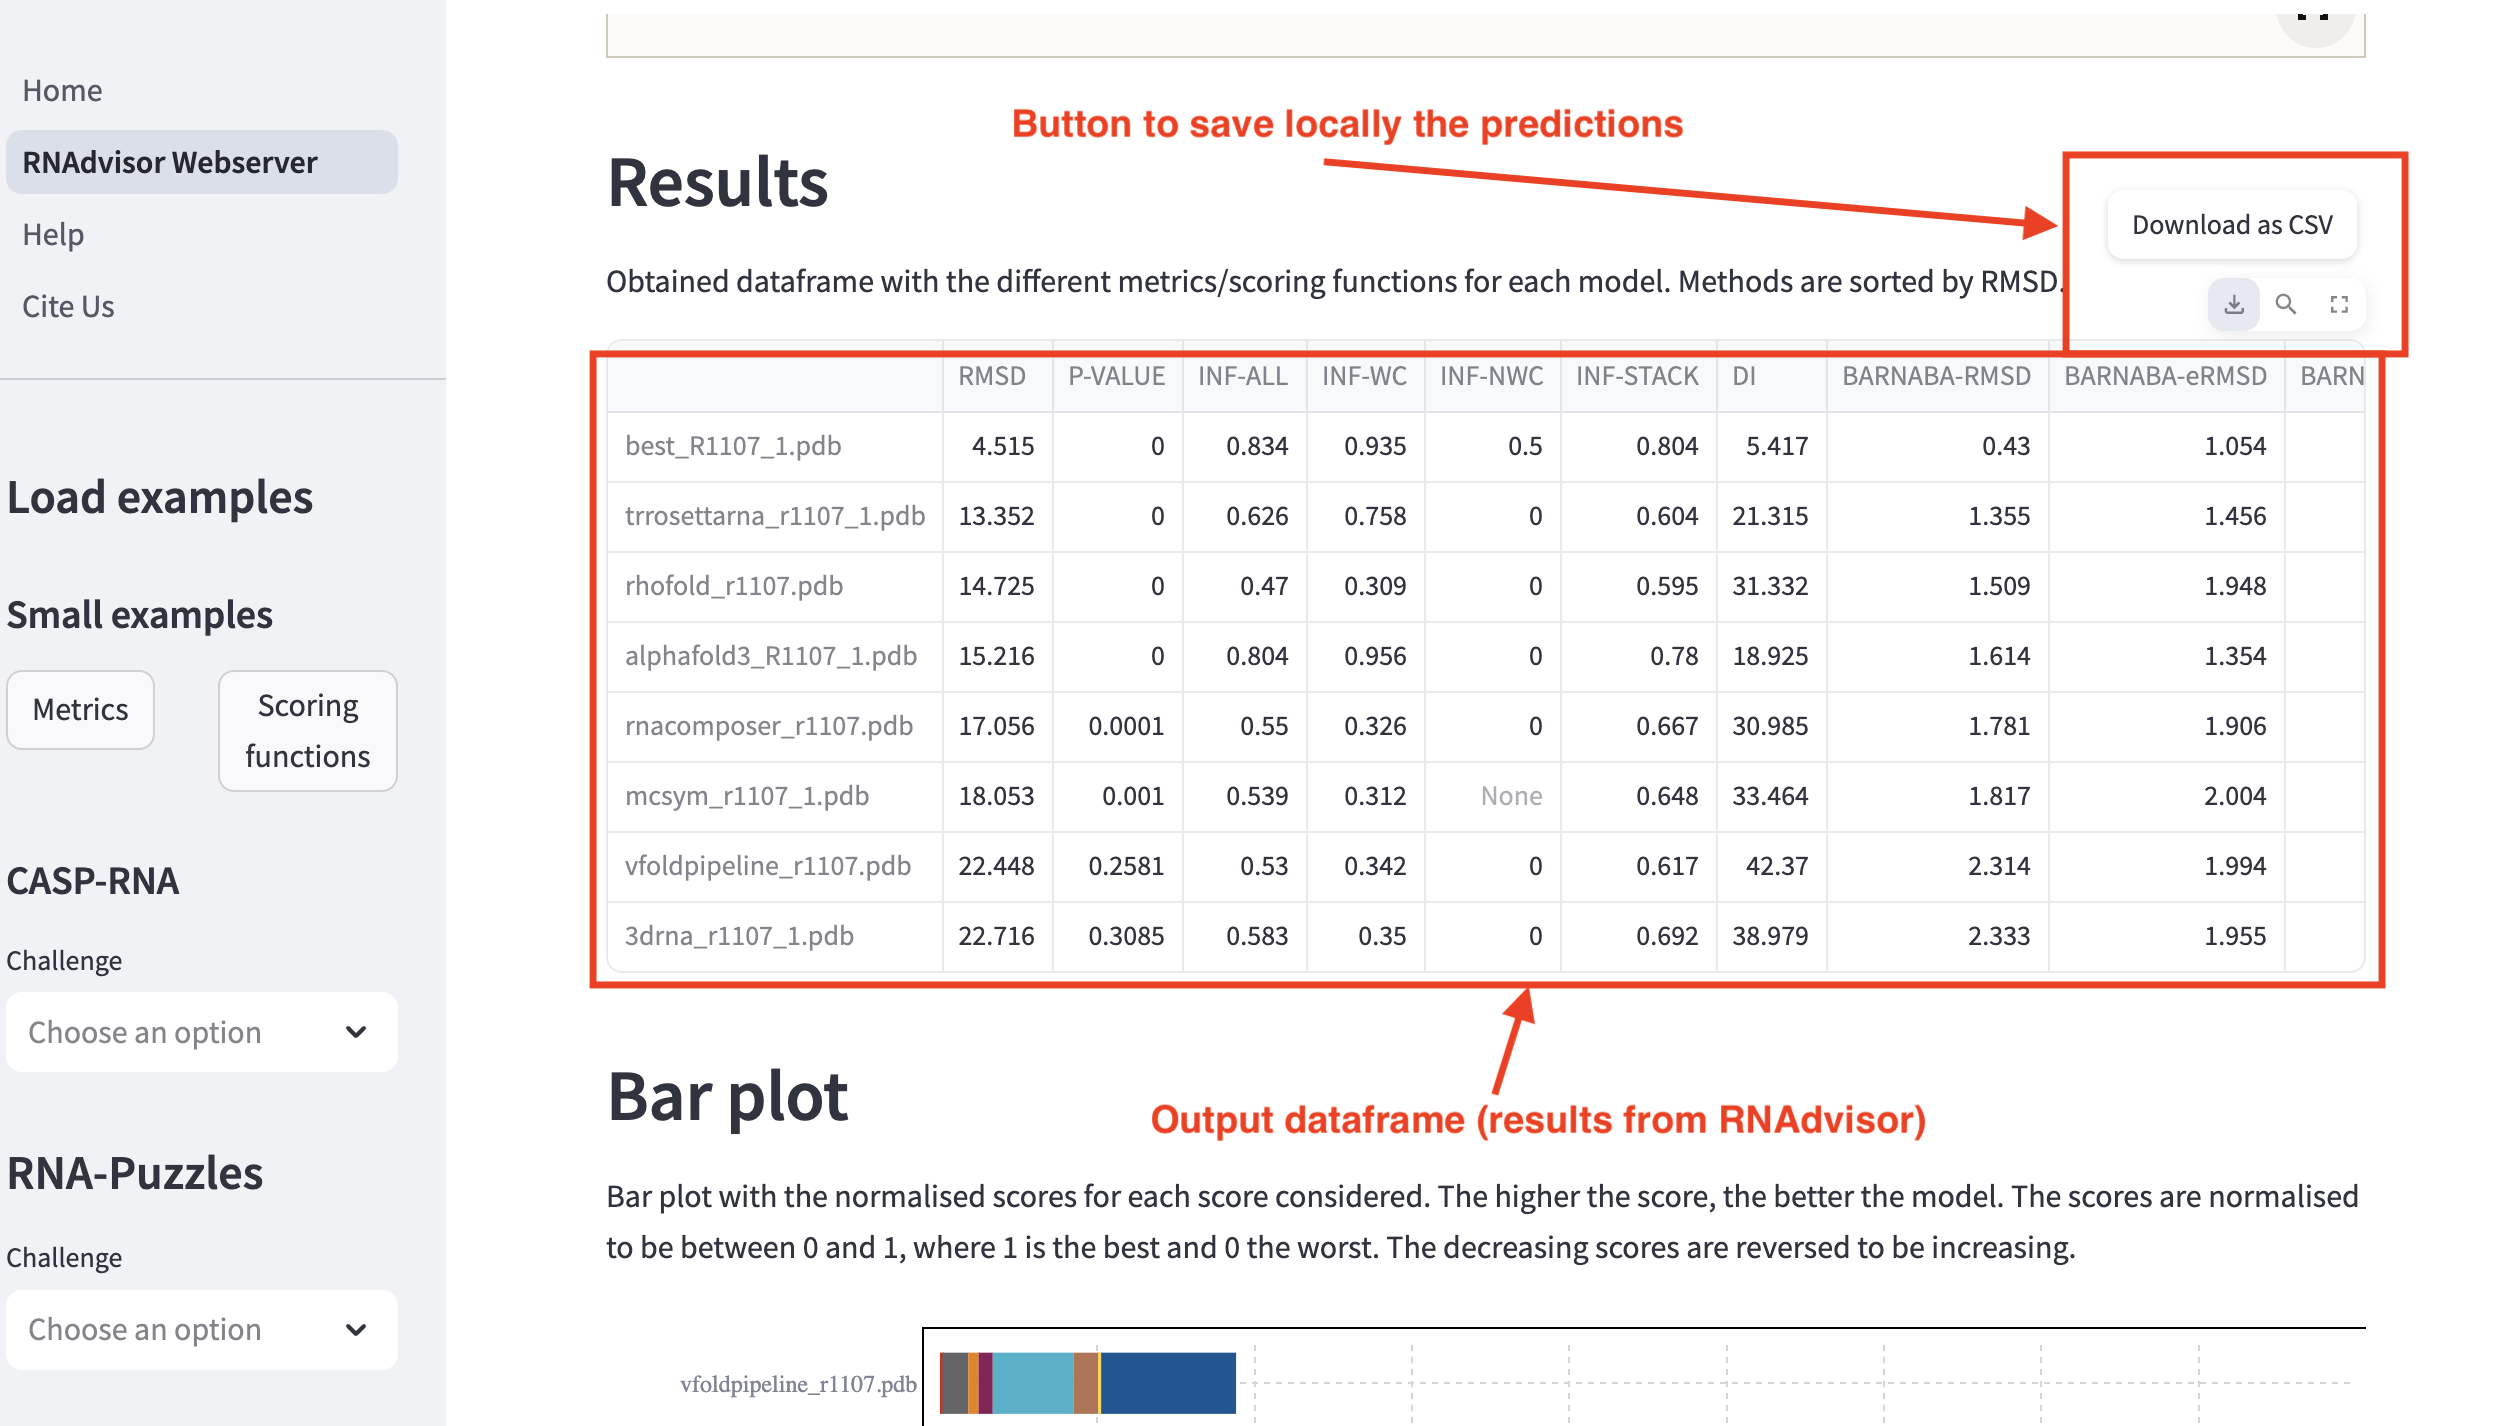 Home
RNAdvisor Webserver
Help
Cite Us
Load examples
Small examples
Metrics
Scoring
functions
CASP-RNA
Challenge
Choose an option
RNA-Puzzles
Challenge
Choose an option
Button to save locally the predictions
Results
Download as CSV
Obtained dataframe with the different metrics/scoring functions for each model. Methods are sorted by RMSD.
RMSD P-VALUE INF-ALL INF-WC INF-NWC INF-STACK DI BARNABA-RMSD BARNABA-eRMSD BARN
best_R1107_1.pdb 4.515 0 0.834 0.935 0.5 0.804 5.417 0.43 1.054
trrosettarna_r1107_1.pdb 13.352 0 0.626 0.758 0 0.604 21.315 1.355 1.456
rhofold_r1107.pdb 14.725 0 0.47 0.309 0 0.595 31.332 1.509 1.948
alphafold3_R1107_1.pdb 15.216 0 0.804 0.956 0 0.78 18.925 1.614 1.354
rnacomposer_r1107.pdb 17.056 0.0001 0.55 0.326 0 0.667 30.985 1.781 1.906
mcsym_r1107_1.pdb 18.053 0.001 0.539 0.312 None 0.648 33.464 1.817 2.004
vfoldpipeline_r1107.pdb 22.448 0.2581 0.53 0.342 0 0.617 42.37 2.314 1.994
3drna_r1107_1.pdb 22.716 0.3085 0.583 0.35 0 0.692 38.979 2.333 1.955
Bar plot
Output dataframe (results from RNAdvisor)
Bar plot with the normalised scores for each score considered. The higher the score, the better the model. The scores are normalised
to be between 0 and 1, where 1 is the best and 0 the worst. The decreasing scores are reversed to be increasing.
vfoldpipeline_r1107.pdb